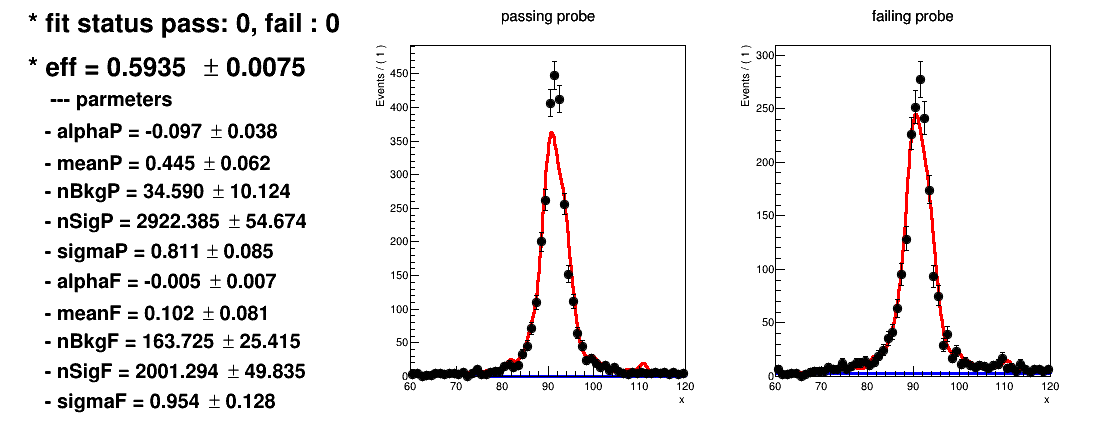 * fit status pass: 0, fail : 0
* eff = 0.5935 ± 0.0075
--- parmeters
- alphaP = -0.097 ± 0.038
- meanP = 0.445 ± 0.062
- nBkgP = 34.590 ± 10.124
- nSigP = 2922.385 ± 54.674
- sigmaP = 0.811 ± 0.085
- alphaF = -0.005 ± 0.007
- meanF = 0.102 ± 0.081
- nBkgF = 163.725 ± 25.415
- nSigF = 2001.294 ± 49.835
- sigmaF = 0.954 ± 0.128
passing probe
Events / ( 1 )
450
400
350
300
250
200
150
100
50
0
60 70 80 90 100 110 120
x
failing probe
Events / ( 1 )
300
250
200
150
100
50
0
60 70 80 90 100 110 120
x